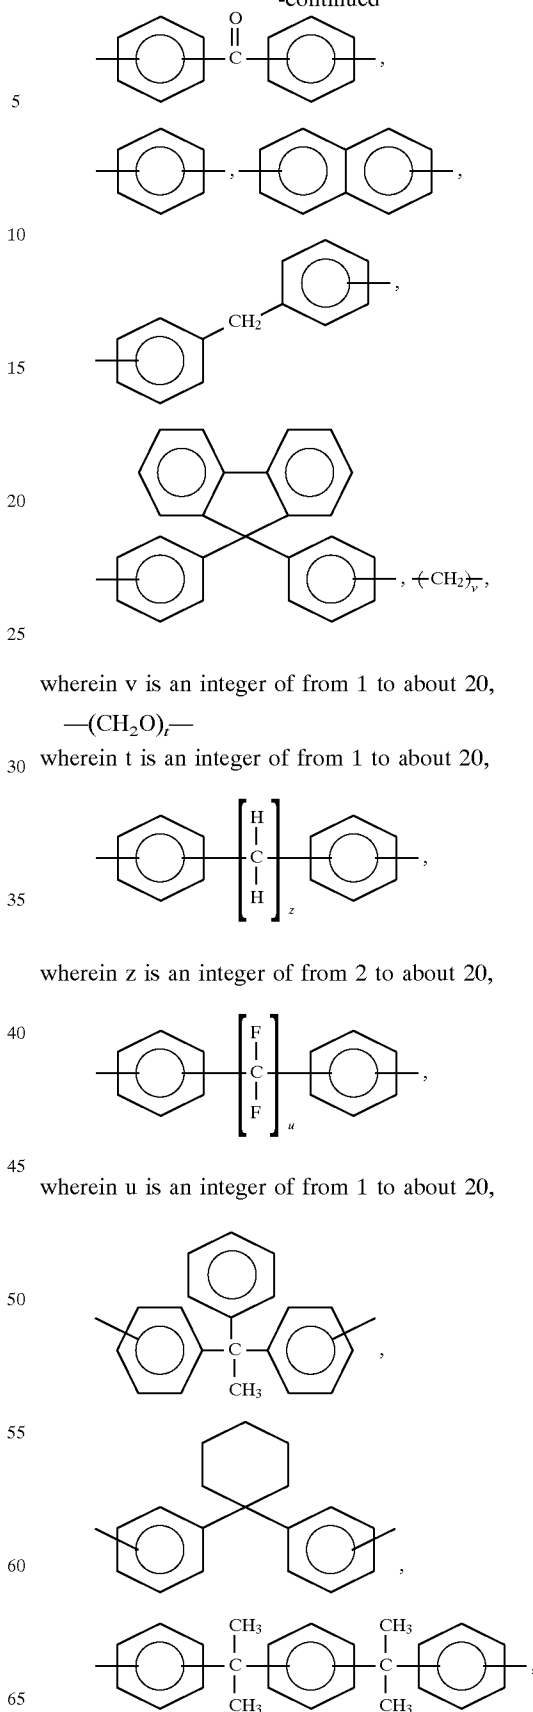 -continued
O
C
,
5
, ,
10
,
CH2
15
20
, —(CH2)v—,
25
wherein v is an integer of from 1 to about 20,
—(CH2O)t—
30 wherein t is an integer of from 1 to about 20,
H
C
,
H
35
z
wherein z is an integer of from 2 to about 20,
40
F
C
,
F
u
45
wherein u is an integer of from 1 to about 20,
50
C
,
CH3
55
60
,
CH3 CH3
C C
,
65 CH3 CH3